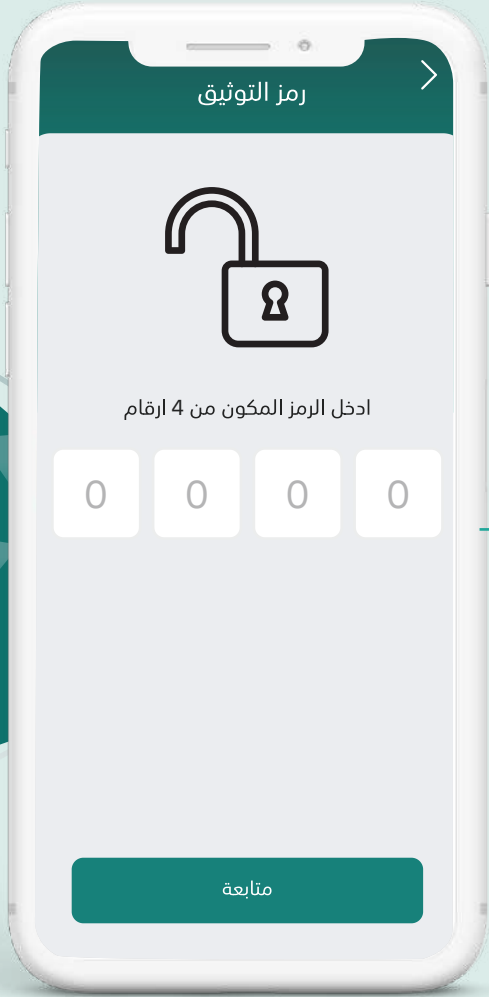 رمز التوثيق
ادخل الرمز المكون من 4 ارقام
0 0 0 0
متابعة